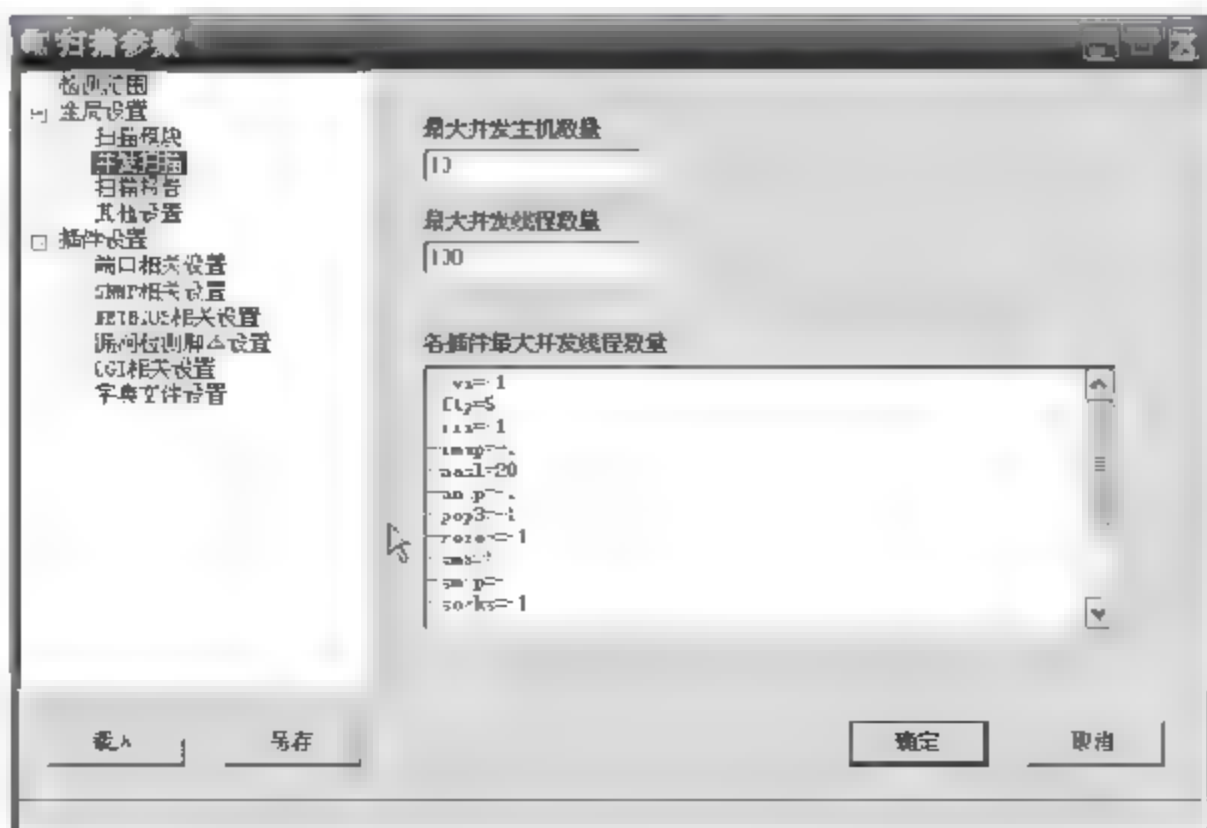 扫描参数
检测范围
全局设置
扫描模块
并发扫描
扫描报告
其他设置
插件设置
端口相关设置
SNMP相关设置
NETBIOS相关设置
漏洞检测脚本设置
CGI相关设置
字典文件设置
载入
另存
最大并发主机数量
10
最大并发线程数量
100
各插件最大并发线程数量
ftp=5
mail=20
pop3=-1
socks=-1
确定
取消